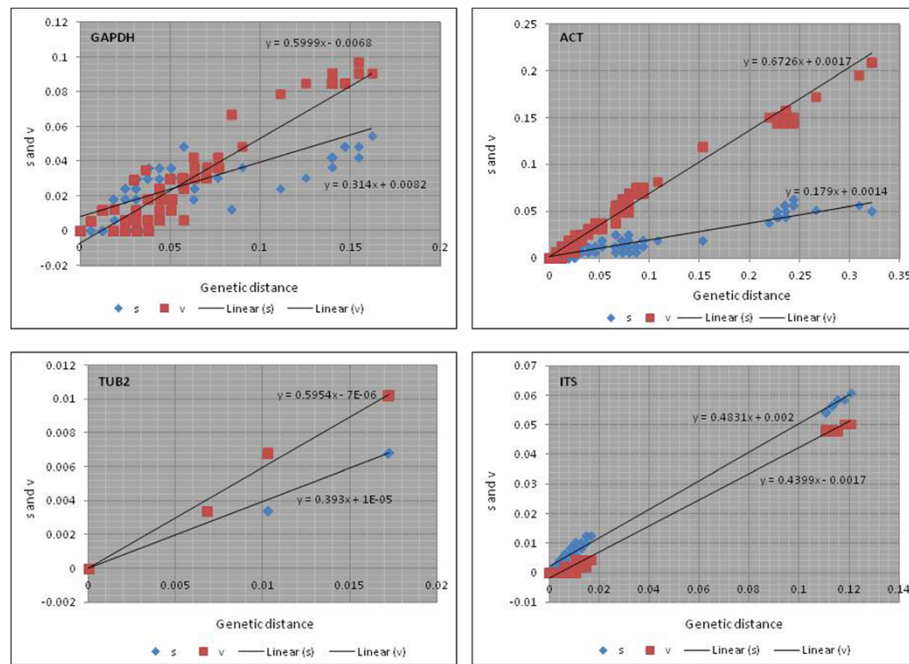 GAPDH
s and v
0.12
0.1
0.08
0.06
0.04
0.02
0
-0.02
y = 0.5999x - 0.0068
0.314x + 0.0082
0.05
0.1
0.15
0.2
Genetic distance
s v Linear (s) Linear (v)
ACT
s and v
0.25
0.2
0.15
0.1
0.05
0
y = 0.6726x + 0.0017
y = 0.179x + 0.0014
0 0.05 0.1 0.15 0.2 0.25 0.3 0.35
Genetic distance
s v Linear (s) Linear (v)
TUB2
s and v
0.012
0.01
0.008
0.006
0.004
0.002
0
-0.002
y = 0.5954x - 7E-06
y = 0.393x + 1E-05
0 0.005 0.01 0.015 0.02
Genetic distance
s v Linear (s) Linear (v)
ITS
s and v
0.07
0.06
0.05
0.04
0.03
0.02
0.01
0
-0.01
y = 0.4831x + 0.002
y = 0.4399x - 0.0017
0.02 0.04 0.06 0.08 0.1 0.12 0.14
Genetic distance
s v Linear (s) Linear (v)